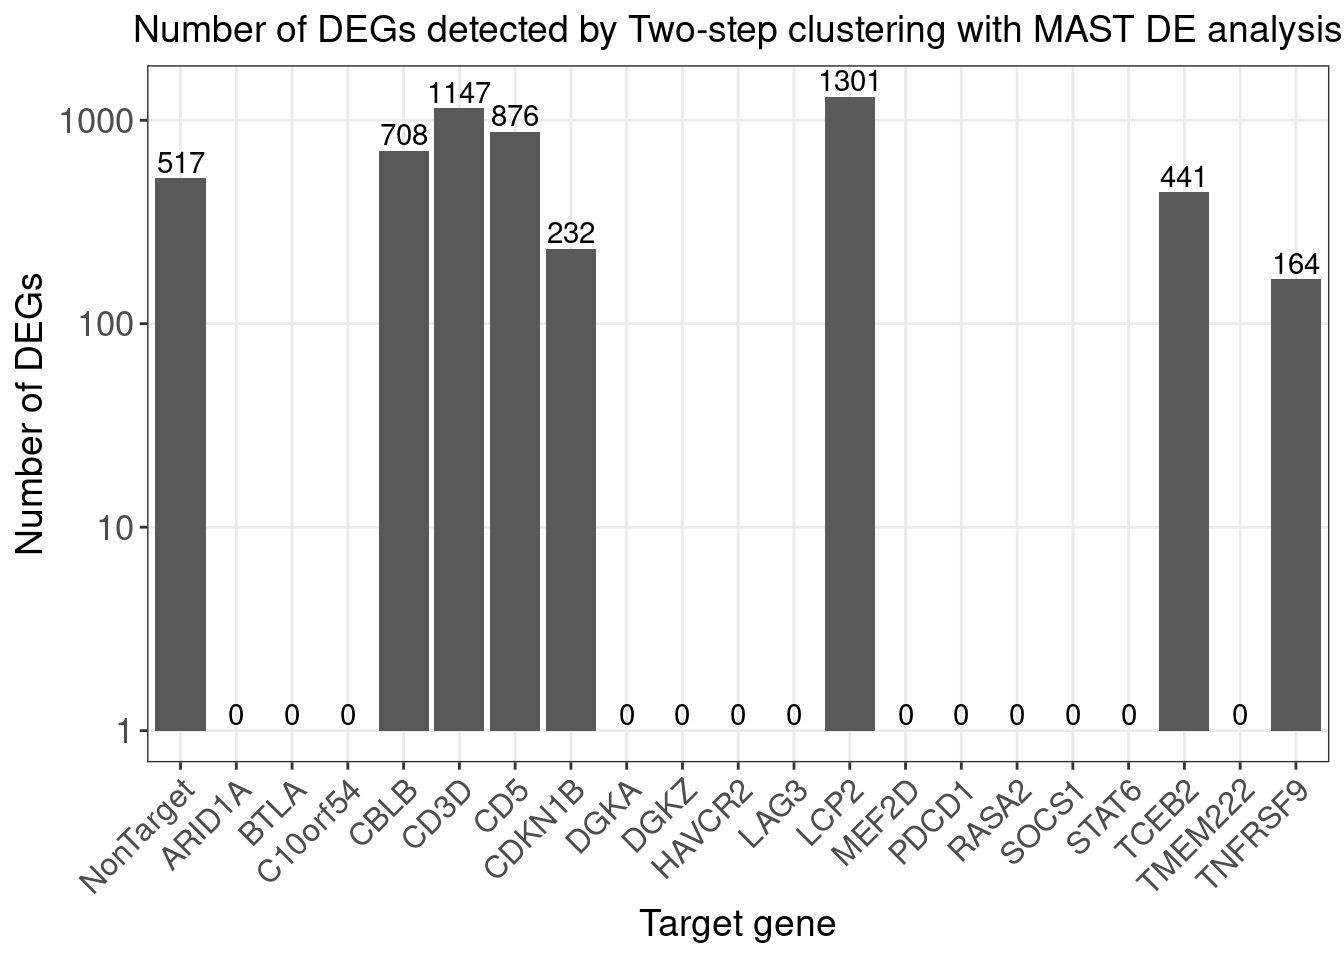 Number of DEGs detected by Two-step clustering with MAST DE analysis
Number of DEGs
1000
100
10
1
517
0
0
0
708
1147
876
232
0
0
0
0
1301
0
0
0
0
0
441
0
164
NonTarget
ARID1A
BTLA
C10orf54
CBLB
CD3D
CD5
CDKN1B
DGKA
DGKZ
HAVCR2
LAG3
LCP2
MEF2D
PDCD1
RASA2
SOCS1
STAT6
TCEB2
TMEM222
TNFRSF9
Target gene